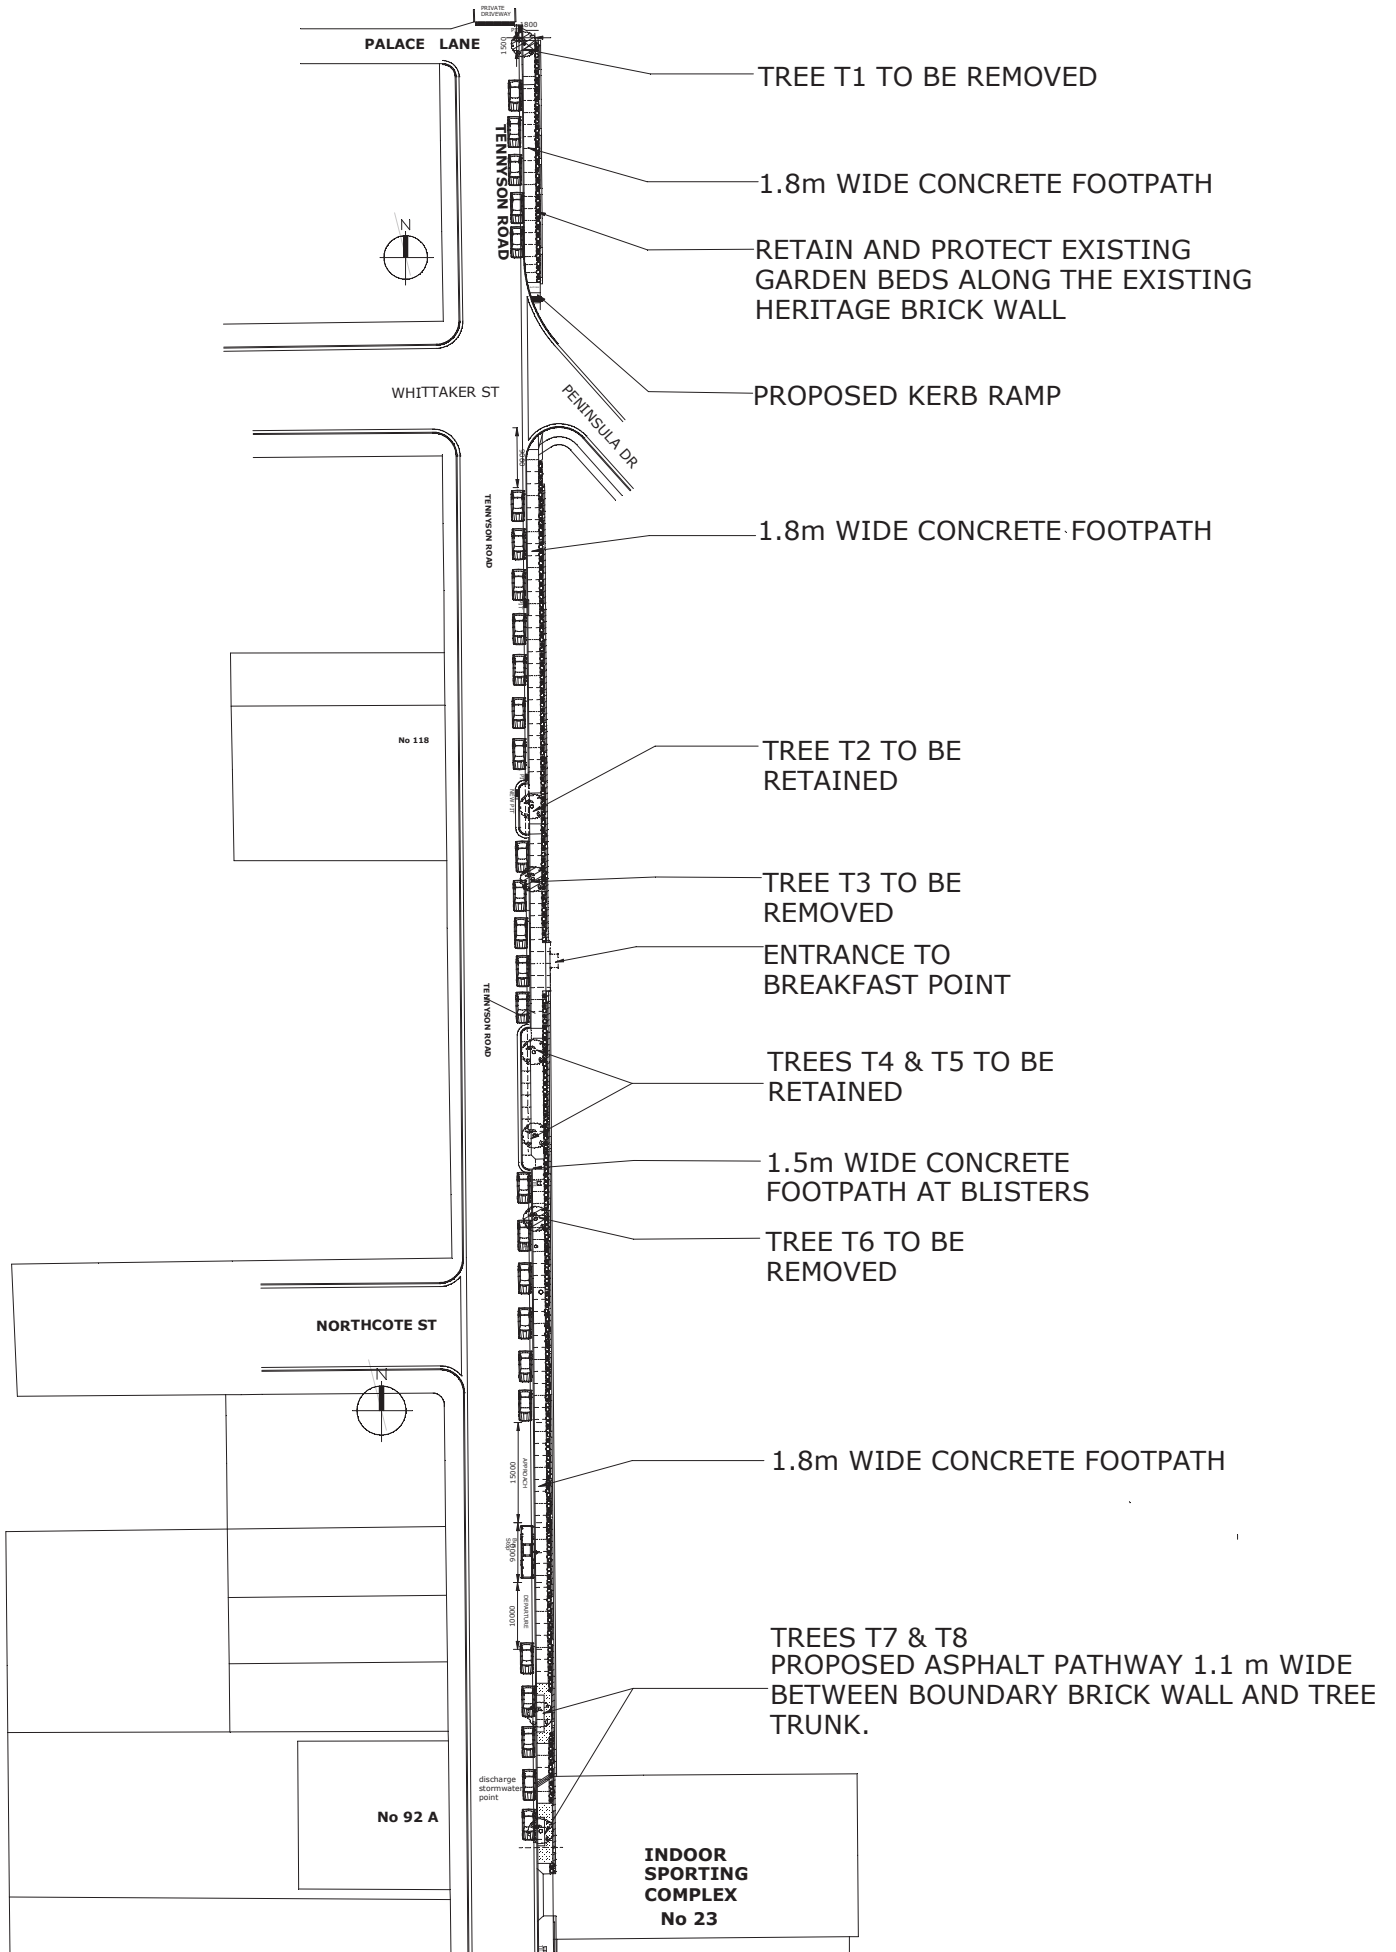 PRIVATE
DRIVEWAY
1800
1500
PALACE LANE
TREE T1 TO BE REMOVED
TENNYSON ROAD
1.8m WIDE CONCRETE FOOTPATH
N
RETAIN AND PROTECT EXISTING
GARDEN BEDS ALONG THE EXISTING
HERITAGE BRICK WALL
WHITTAKER ST
PENINSULA DR
PROPOSED KERB RAMP
9000
TENNYSON ROAD
1.8m WIDE CONCRETE FOOTPATH
No 118
TREE T2 TO BE
RETAINED
NEW PIT
TREE T3 TO BE
REMOVED
ENTRANCE TO
BREAKFAST POINT
TENNYSON ROAD
TREES T4 & T5 TO BE
RETAINED
1.5m WIDE CONCRETE
FOOTPATH AT BLISTERS
TREE T6 TO BE
REMOVED
NORTHCOTE ST
N
1.8m WIDE CONCRETE FOOTPATH
15000
APPROACH
9000
10000
DEPARTURE
TREES T7 & T8
PROPOSED ASPHALT PATHWAY 1.1 m WIDE
BETWEEN BOUNDARY BRICK WALL AND TREE
TRUNK.
discharge
stormwater
point
No 92 A
INDOOR
SPORTING
COMPLEX
No 23